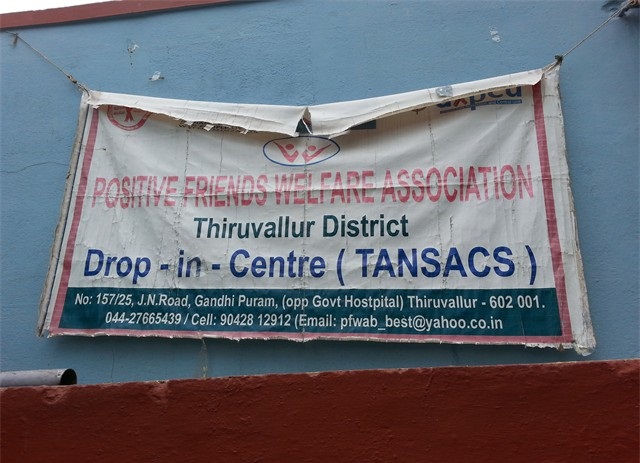 POSITIVE FRIENDS WELFARE ASSOCIATION
Thiruvallur District
Drop - in - Centre ( TANSACS )
No: 157/25, J.N.Road, Gandhi Puram, (opp Govt Hostpital) Thiruvallur - 602 001.
044-27665439 / Cell: 90428 12912 (Email: pfwab_best@yahoo.co.in